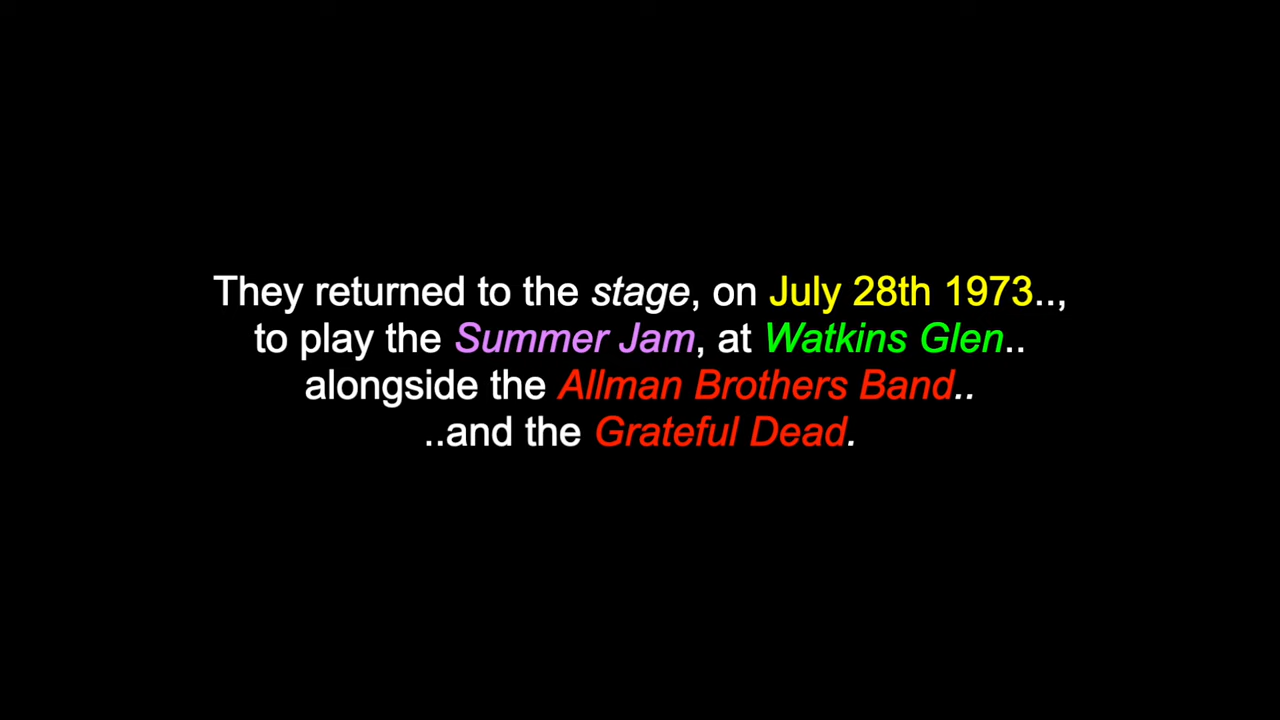 They returned to the stage, on July 28th 1973..,
to play the Summer Jam, at Watkins Glen..
alongside the Allman Brothers Band..
..and the Grateful Dead.